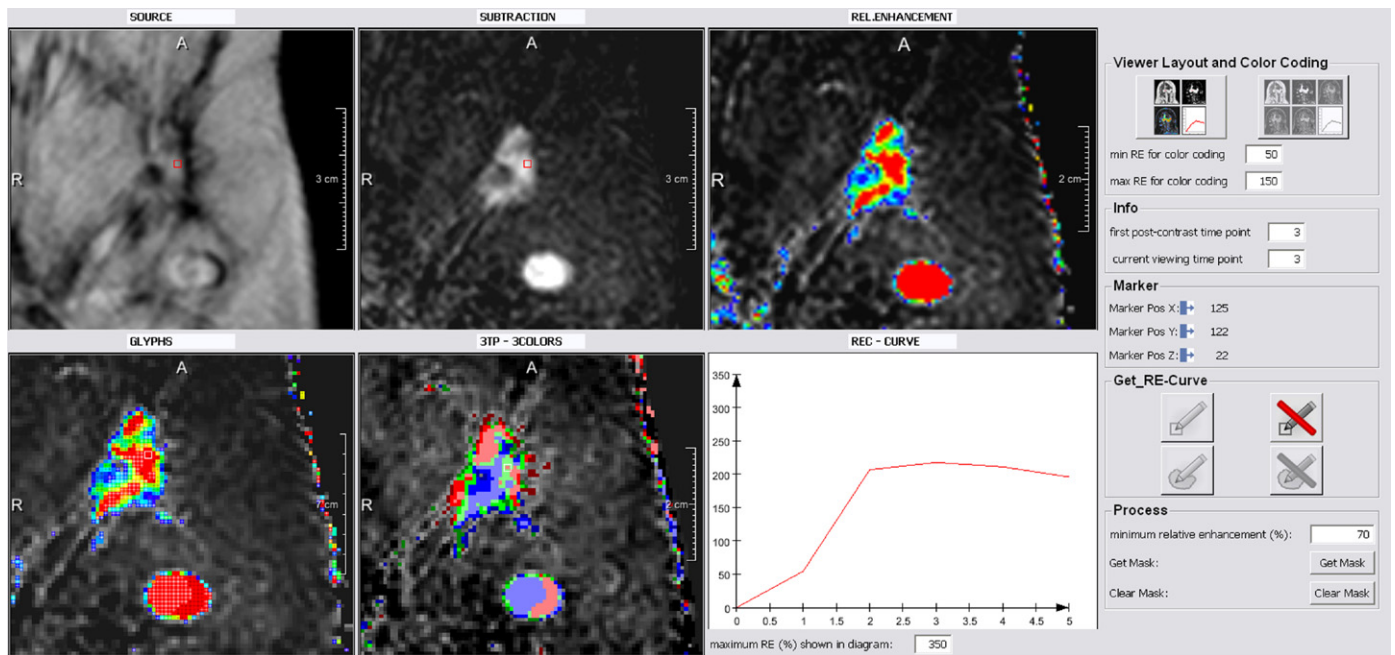 SOURCE
SUBTRACTION
REL.ENHANCEMENT
A
R
3 cm
A
R
3 cm
A
R
2 cm
Viewer Layout and Color Coding
min RE for color coding 50
max RE for color coding 150
Info
first post-contrast time point 3
current viewing time point 3
Marker
Marker Pos X: 125
Marker Pos Y: 122
Marker Pos Z: 22
Get_RE-Curve
Process
minimum relative enhancement (%): 70
Get Mask: Get Mask
Clear Mask: Clear Mask
GLYPHS
3TP - 3COLORS
REC - CURVE
A
R
7 cm
A
R
2 cm
350
300
250
200
150
100
50
0
0 0.5 1 1.5 2 2.5 3 3.5 4 4.5 5
maximum RE (%) shown in diagram: 350